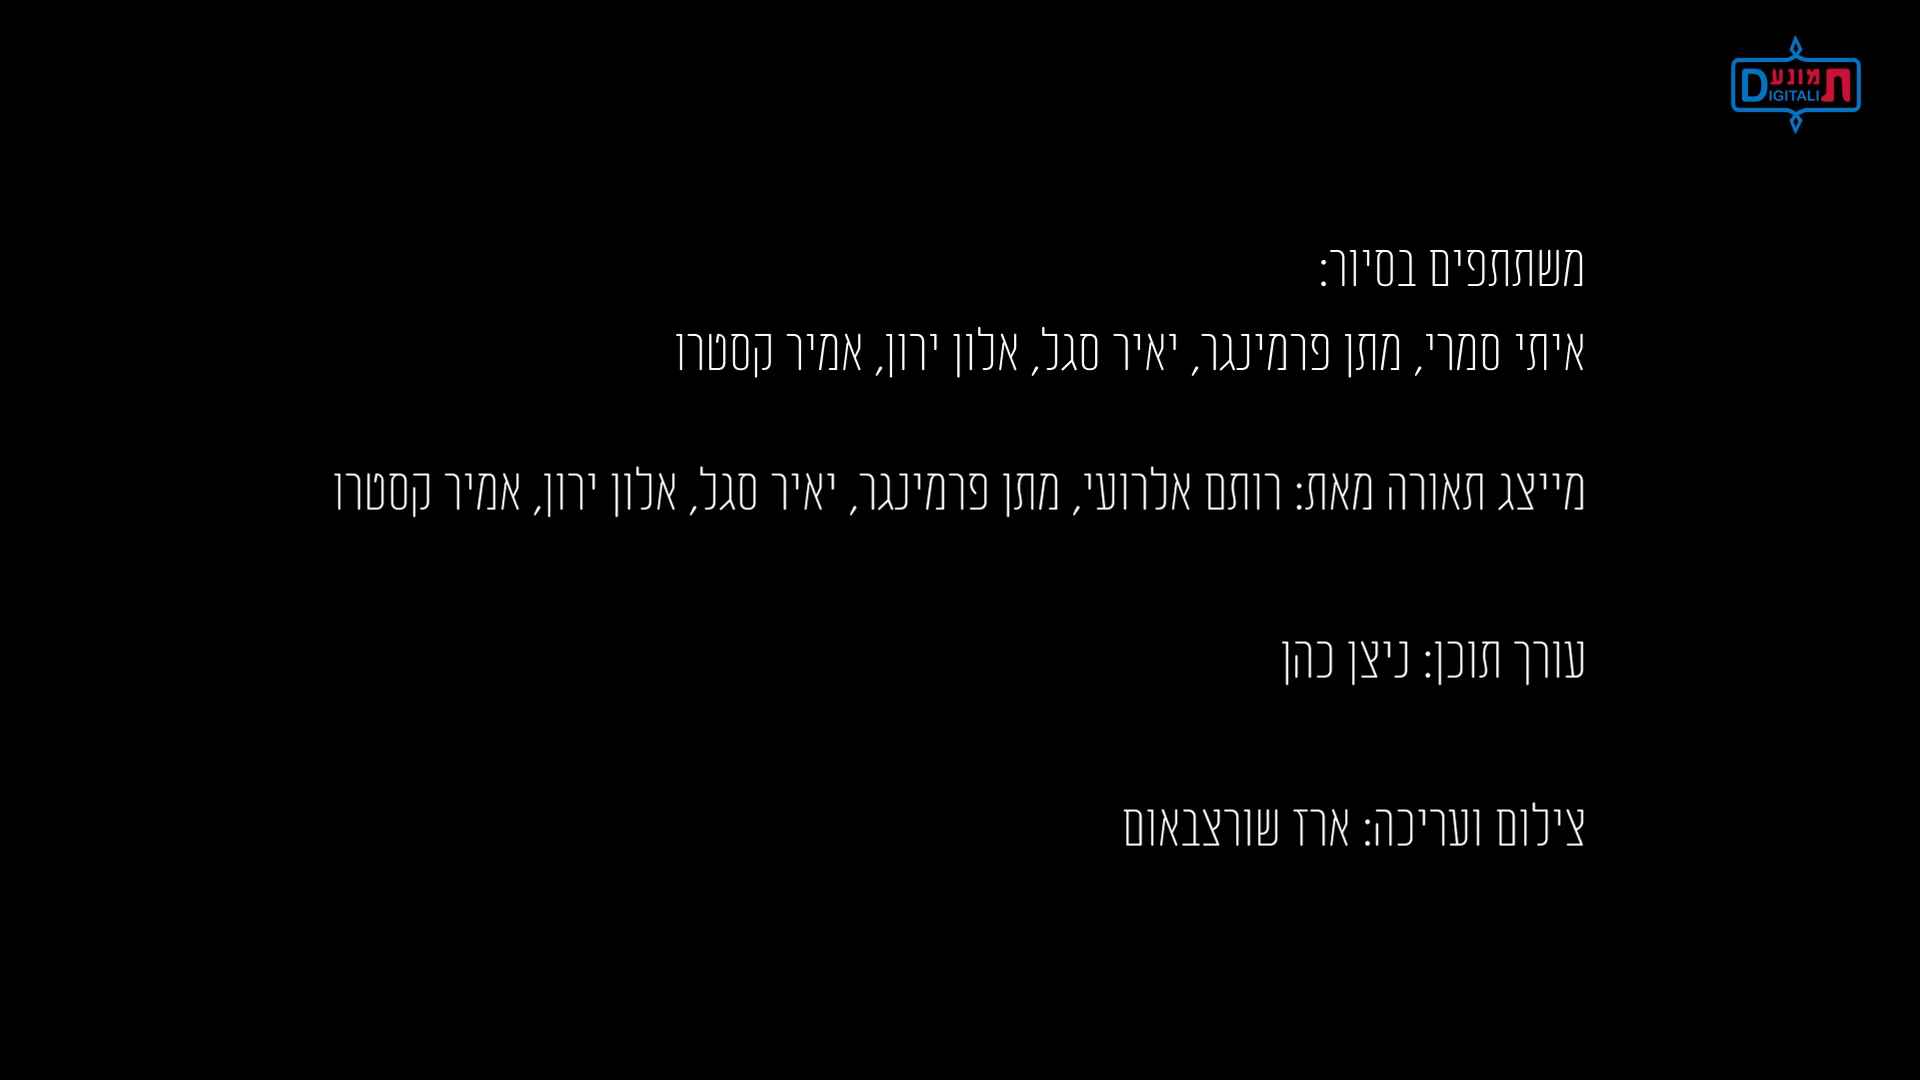 תמונע
DIGITALI
משתתפים בסיור:
איתי סמרי, מתן פרמינגר, יאיר סגל, אלון ירון, אמיר קסטרו
מייצג תאורה מאת: רותם אלרועי, מתן פרמינגר, יאיר סגל, אלון ירון, אמיר קסטרו
עורך תוכן: ניצן כהן
צילום ועריכה: ארז שורצבאום